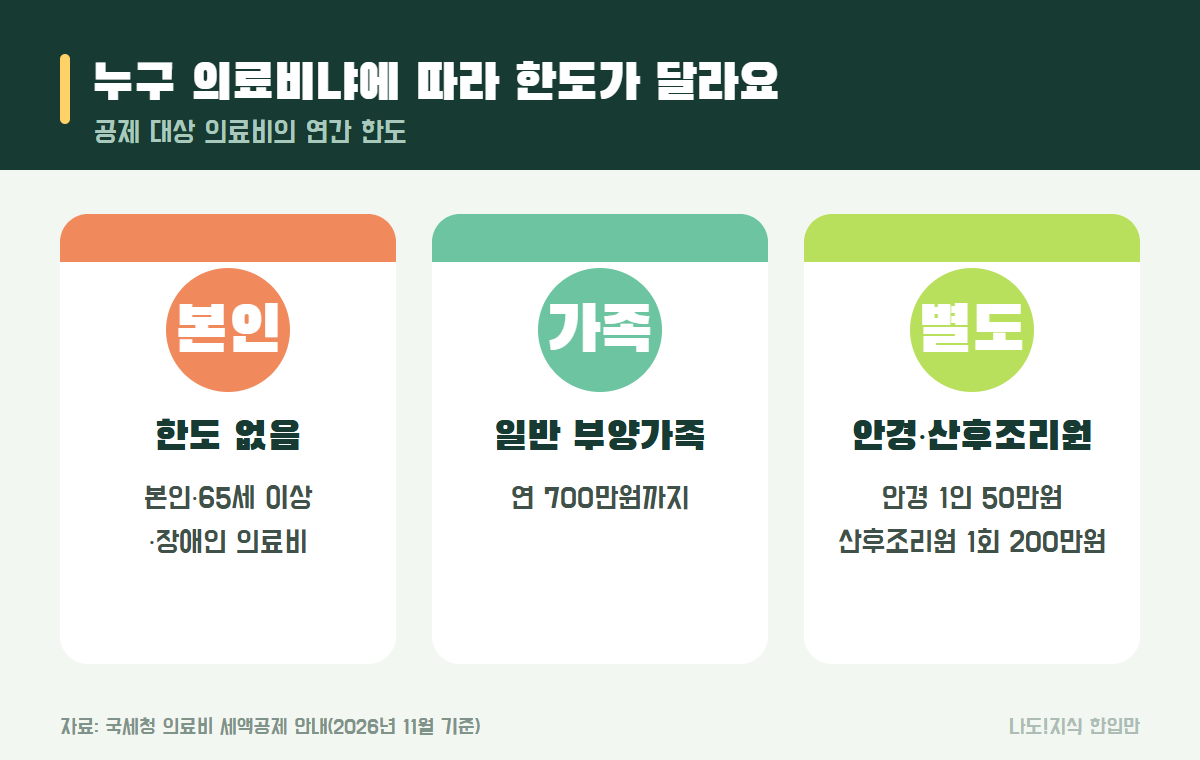 누구 의료비냐에 따라 한도가 달라요
공제 대상 의료비의 연간 한도
본인
한도 없음
본인·65세 이상
·장애인 의료비
가족
일반 부양가족
연 700만원까지
별도
안경·산후조리원
안경 1인 50만원
산후조리원 1회 200만원
자료: 국세청 의료비 세액공제 안내(2026년 11월 기준)
나도!지식 한입만